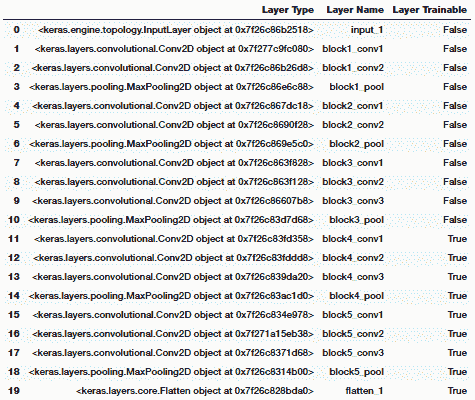 Layer Type Layer Name Layer Trainable
0 <keras.engine.topology.InputLayer object at 0x7f26c86b2518> input_1 False
1 <keras.layers.convolutional.Conv2D object at 0x7f277c9fc080> block1_conv1 False
2 <keras.layers.convolutional.Conv2D object at 0x7f26c86b26d8> block1_conv2 False
3 <keras.layers.pooling.MaxPooling2D object at 0x7f26c86e6c88> block1_pool False
4 <keras.layers.convolutional.Conv2D object at 0x7f26c867dc18> block2_conv1 False
5 <keras.layers.convolutional.Conv2D object at 0x7f26c8690f28> block2_conv2 False
6 <keras.layers.pooling.MaxPooling2D object at 0x7f26c869e5c0> block2_pool False
7 <keras.layers.convolutional.Conv2D object at 0x7f26c863f828> block3_conv1 False
8 <keras.layers.convolutional.Conv2D object at 0x7f26c863f128> block3_conv2 False
9 <keras.layers.convolutional.Conv2D object at 0x7f26c86607b8> block3_conv3 False
10 <keras.layers.pooling.MaxPooling2D object at 0x7f26c83d7d68> block3_pool False
11 <keras.layers.convolutional.Conv2D object at 0x7f26c83fd358> block4_conv1 True
12 <keras.layers.convolutional.Conv2D object at 0x7f26c83fddd8> block4_conv2 True
13 <keras.layers.convolutional.Conv2D object at 0x7f26c839da20> block4_conv3 True
14 <keras.layers.pooling.MaxPooling2D object at 0x7f26c83ac1d0> block4_pool True
15 <keras.layers.convolutional.Conv2D object at 0x7f26c834e978> block5_conv1 True
16 <keras.layers.convolutional.Conv2D object at 0x7f271a15eb38> block5_conv2 True
17 <keras.layers.convolutional.Conv2D object at 0x7f26c8371d68> block5_conv3 True
18 <keras.layers.pooling.MaxPooling2D object at 0x7f26c8314b00> block5_pool True
19 <keras.layers.core.Flatten object at 0x7f26c828bda0> flatten_1 True